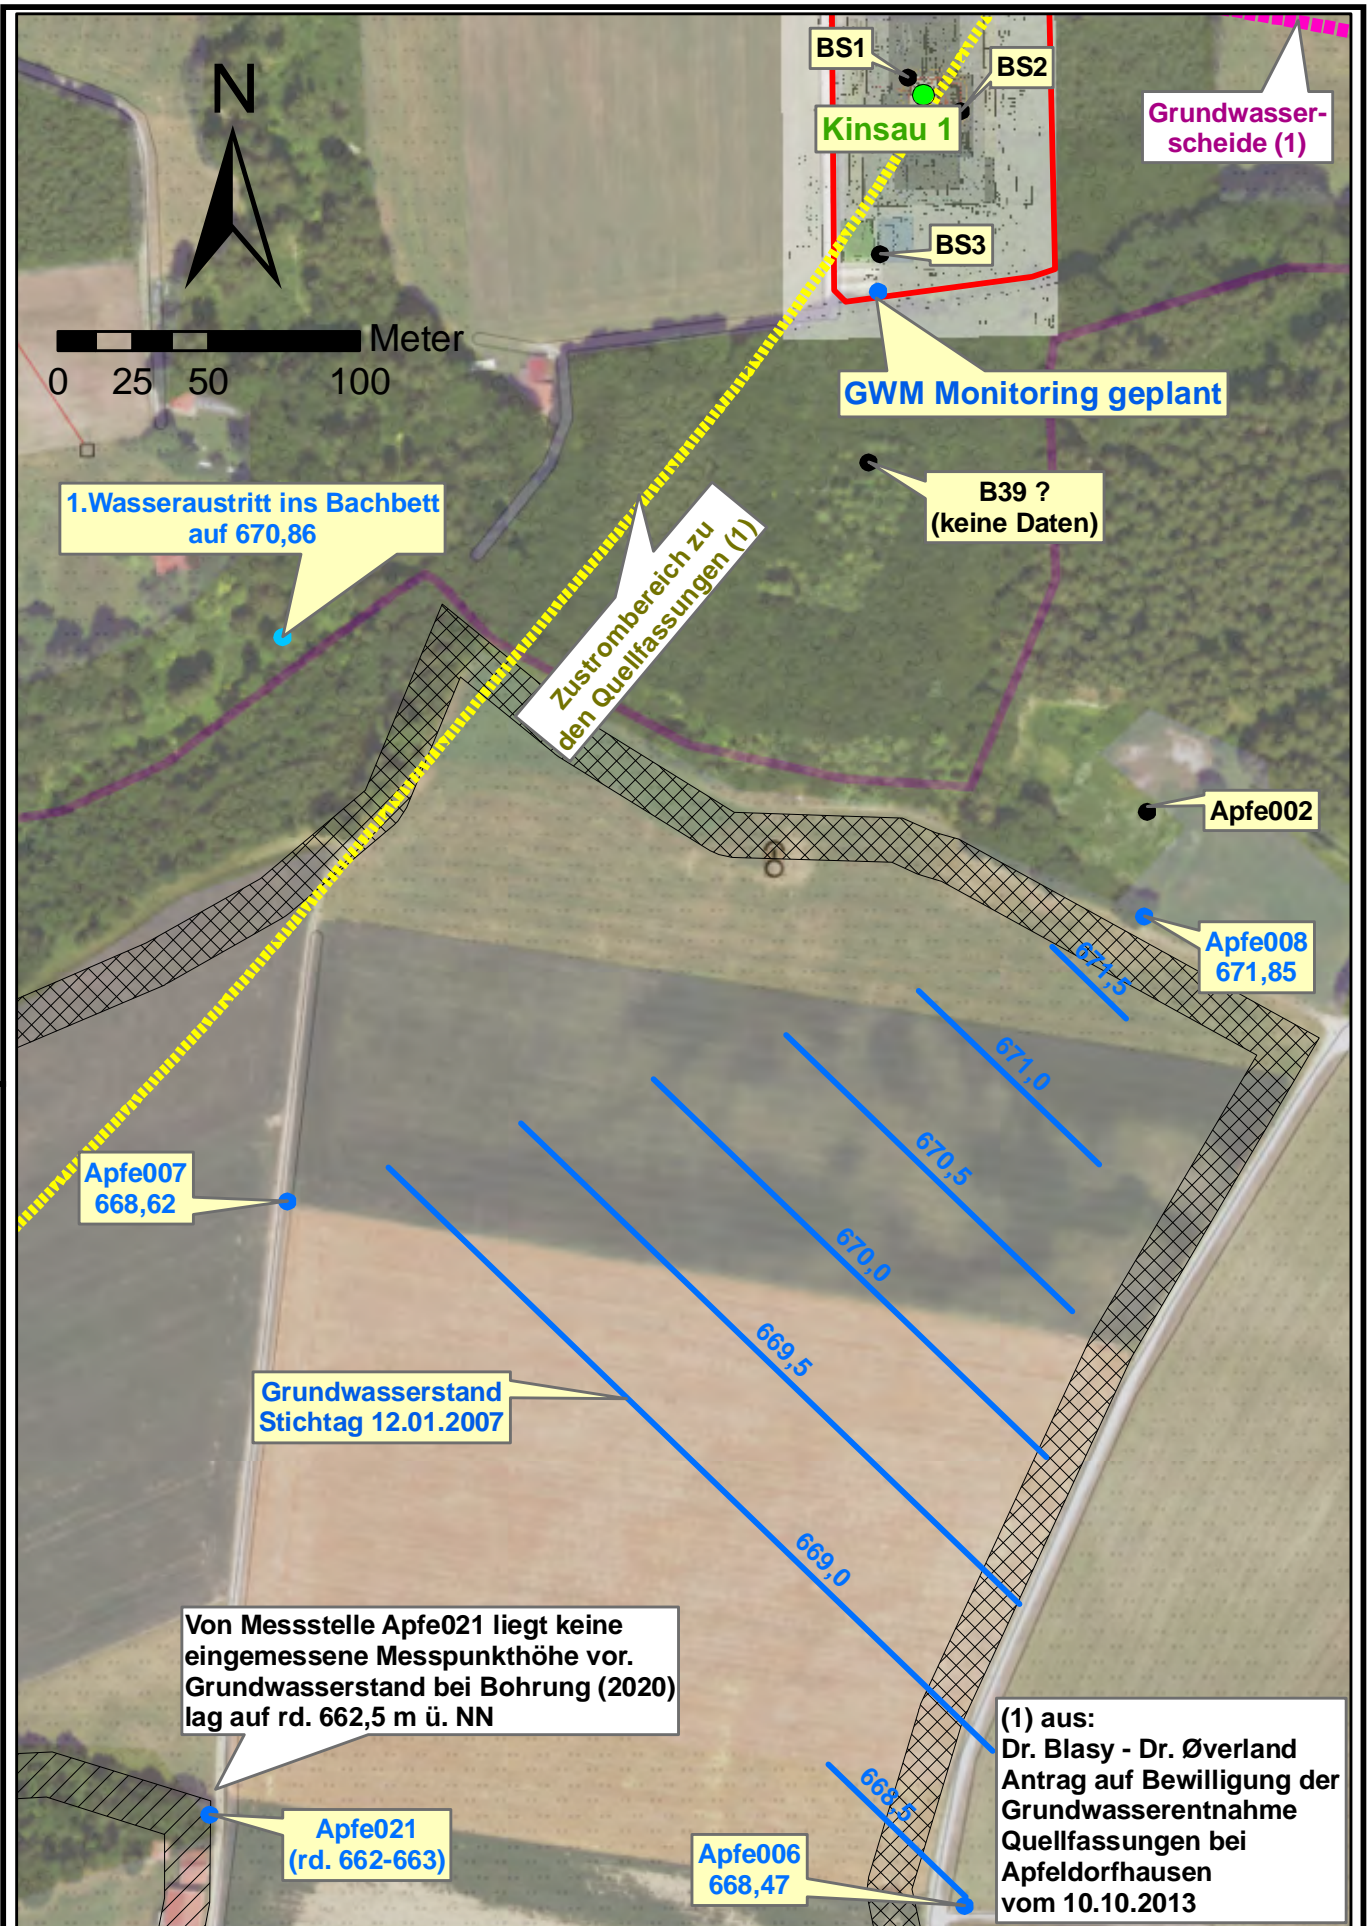 N
BS1
BS2
Kinsau 1
Grundwasser-
scheide (1)
BS3
Meter
0 25 50 100
GWM Monitoring geplant
B39 ?
(keine Daten)
1.Wasseraustritt ins Bachbett
auf 670,86
Zustrombereich zu
den Quellfassungen (1)
Apfe002
Apfe008
671,85
671,5
671,0
670,5
670,0
669,5
669,0
668,5
Apfe007
668,62
Grundwasserstand
Stichtag 12.01.2007
Von Messstelle Apfe021 liegt keine
eingemessene Messpunkthöhe vor.
Grundwasserstand bei Bohrung (2020)
lag auf rd. 662,5 m ü. NN
Apfe021
(rd. 662-663)
Apfe006
668,47
(1) aus:
Dr. Blasy - Dr. Øverland
Antrag auf Bewilligung der
Grundwasserentnahme
Quellfassungen bei
Apfeldorfhausen
vom 10.10.2013